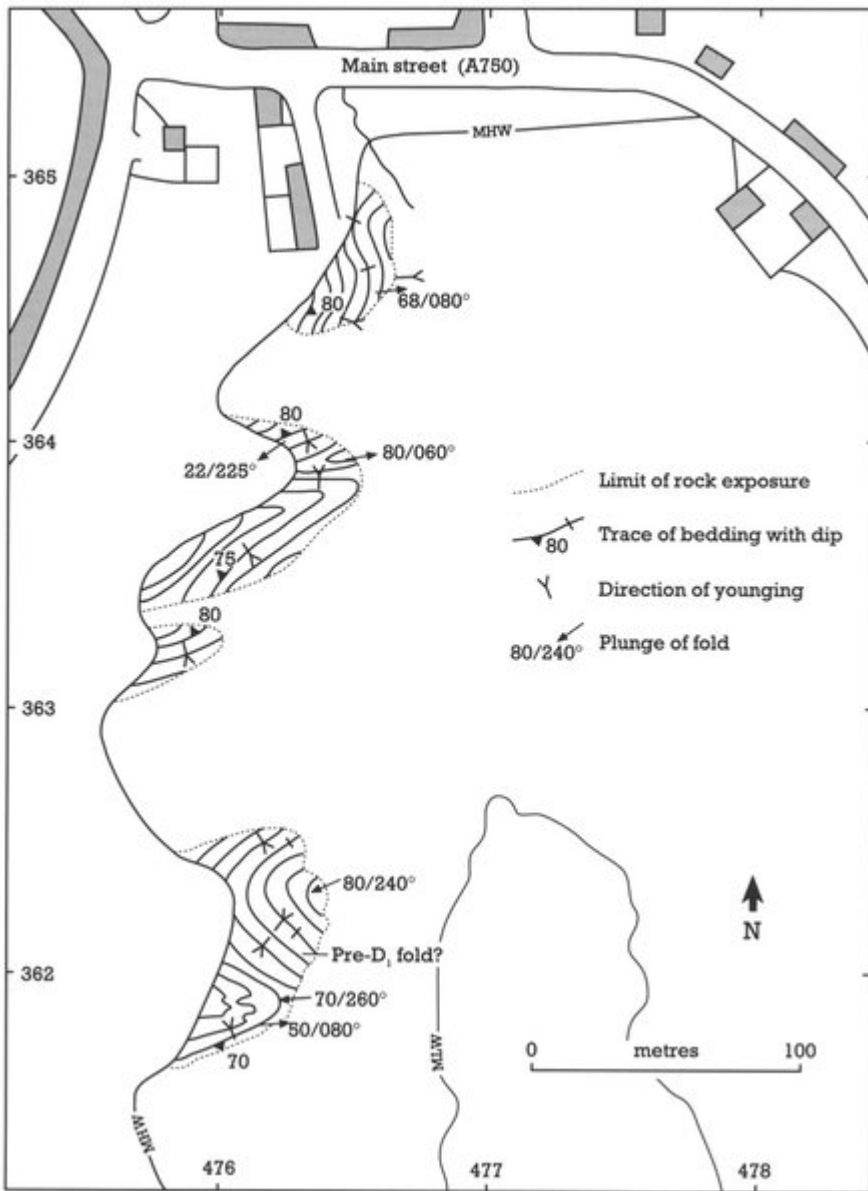 Main street (A750)
MHW
365
68/080°
80
364
80
22/225°
80/060°
Limit of rock exposure
Trace of bedding with dip
80
75
Direction of younging
80
80/240°
Plunge of fold
363
80/240°
N
Pre-D₁ fold?
362
70/260°
50/080°
70
0 metres 100
MLW
MHW
476
477
478